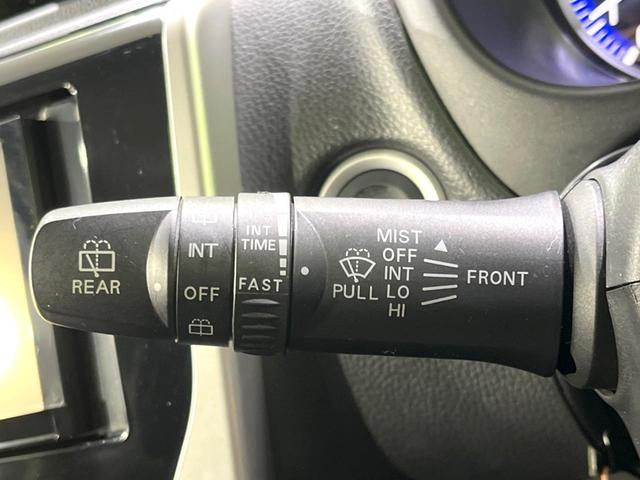 REAR
INT
OFF
INT
TIME
FAST
PULL
MIST
OFF
INT
LO
HI
FRONT